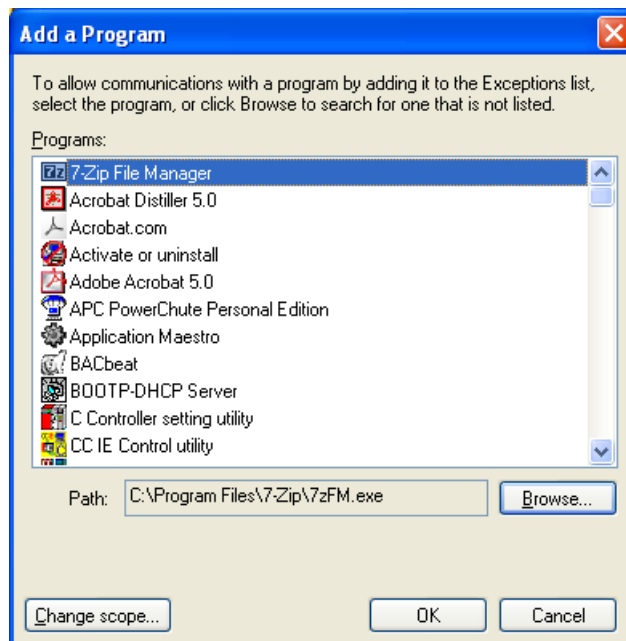 Add a Program
To allow communications with a program by adding it to the Exceptions list,
select the program, or click Browse to search for one that is not listed.
Programs:
7-Zip File Manager
Acrobat Distiller 5.0
Acrobat.com
Activate or uninstall
Adobe Acrobat 5.0
APC PowerChute Personal Edition
Application Maestro
BACbeat
BOOTP-DHCP Server
C Controller setting utility
CC IE Control utility
Path: C:\Program Files\7-Zip\7zFM.exe Browse...
Change scope... OK Cancel